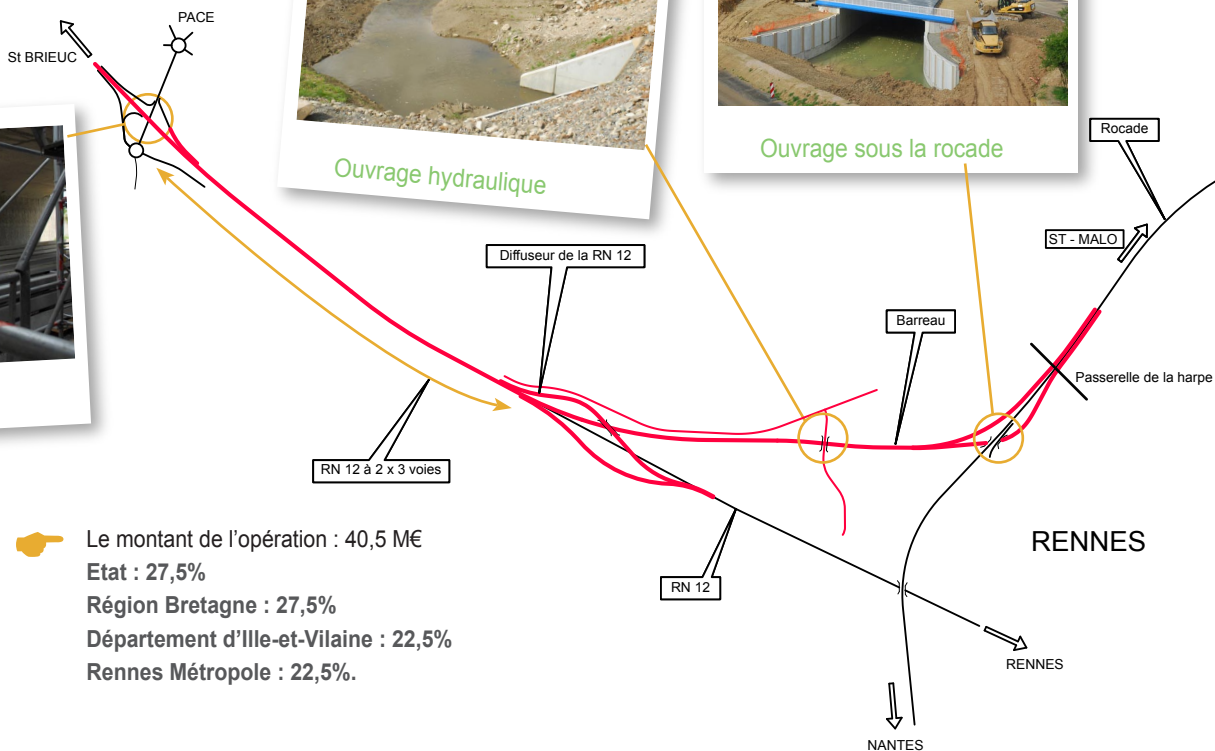 PACE
St BRIEUC
Ouvrage hydraulique
Ouvrage sous la rocade
Rocade
ST - MALO
Diffuseur de la RN 12
Barreau
Passerelle de la harpe
RN 12 à 2 x 3 voies
Le montant de l'opération : 40,5 M€
Etat : 27,5%
Région Bretagne : 27,5%
Département d'Ille-et-Vilaine : 22,5%
Rennes Métropole : 22,5%.
RENNES
RN 12
RENNES
NANTES